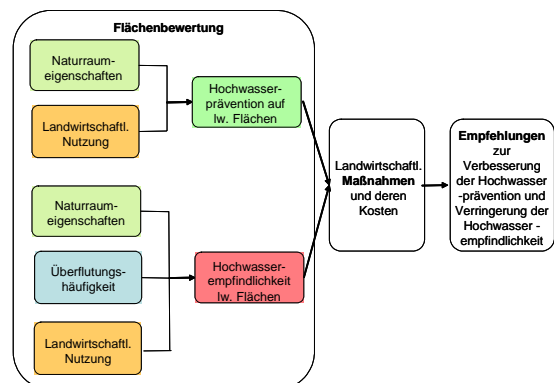 Flächenbewertung
Naturraum-
eigenschaften
Landwirtschaftl.
Nutzung
Hochwasser-
prävention auf
lw. Flächen
Naturraum-
eigenschaften
Überflutungs-
häufigkeit
Landwirtschaftl.
Nutzung
Hochwasser-
empfindlichkeit
lw. Flächen
Landwirtschaftl.
Maßnahmen
und deren
Kosten
Empfehlungen
zur
Verbesserung
der Hochwasser
-prävention und
Verringerung der
Hochwasser -
empfindlichkeit